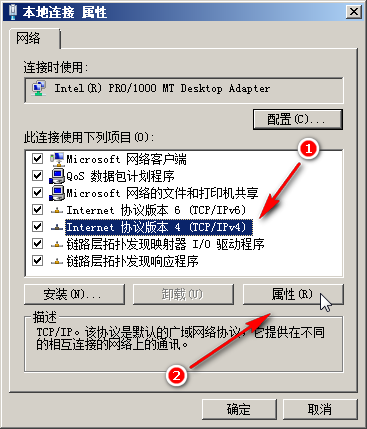 本地连接 属性
网络
连接时使用:
Intel(R) PRO/1000 MT Desktop Adapter
配置(C)...
此连接使用下列项目(O):
Microsoft 网络客户端
QoS 数据包计划程序
Microsoft 网络的文件和打印机共享
Internet 协议版本 6 (TCP/IPv6)
Internet 协议版本 4 (TCP/IPv4)
链路层拓扑发现映射器 I/O 驱动程序
链路层拓扑发现响应程序
1
安装(N)...
卸载(U)
属性(R)
描述
TCP/IP。该协议是默认的广域网络协议，它提供在不同
的相互连接的网络上的通讯。
2
确定
取消